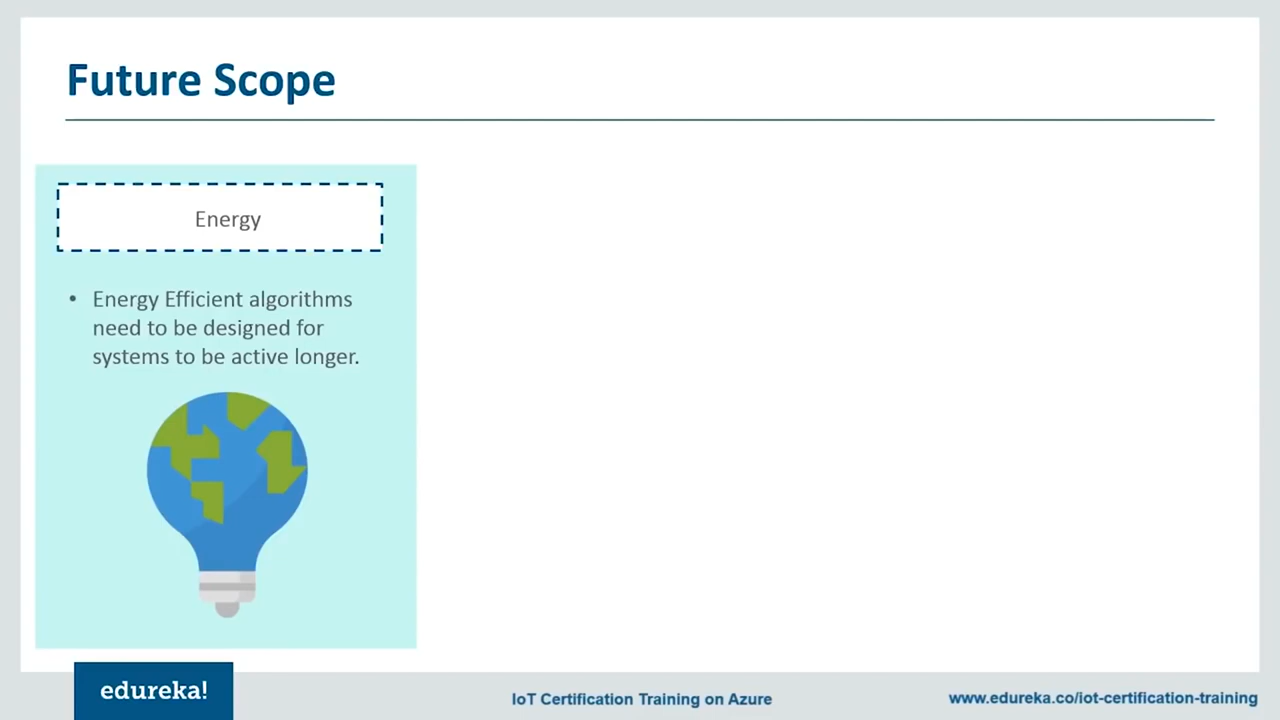 Future Scope
Energy
• Energy Efficient algorithms
need to be designed for
systems to be active longer.
edureka!
IoT Certification Training on Azure
www.edureka.co/iot-certification-training